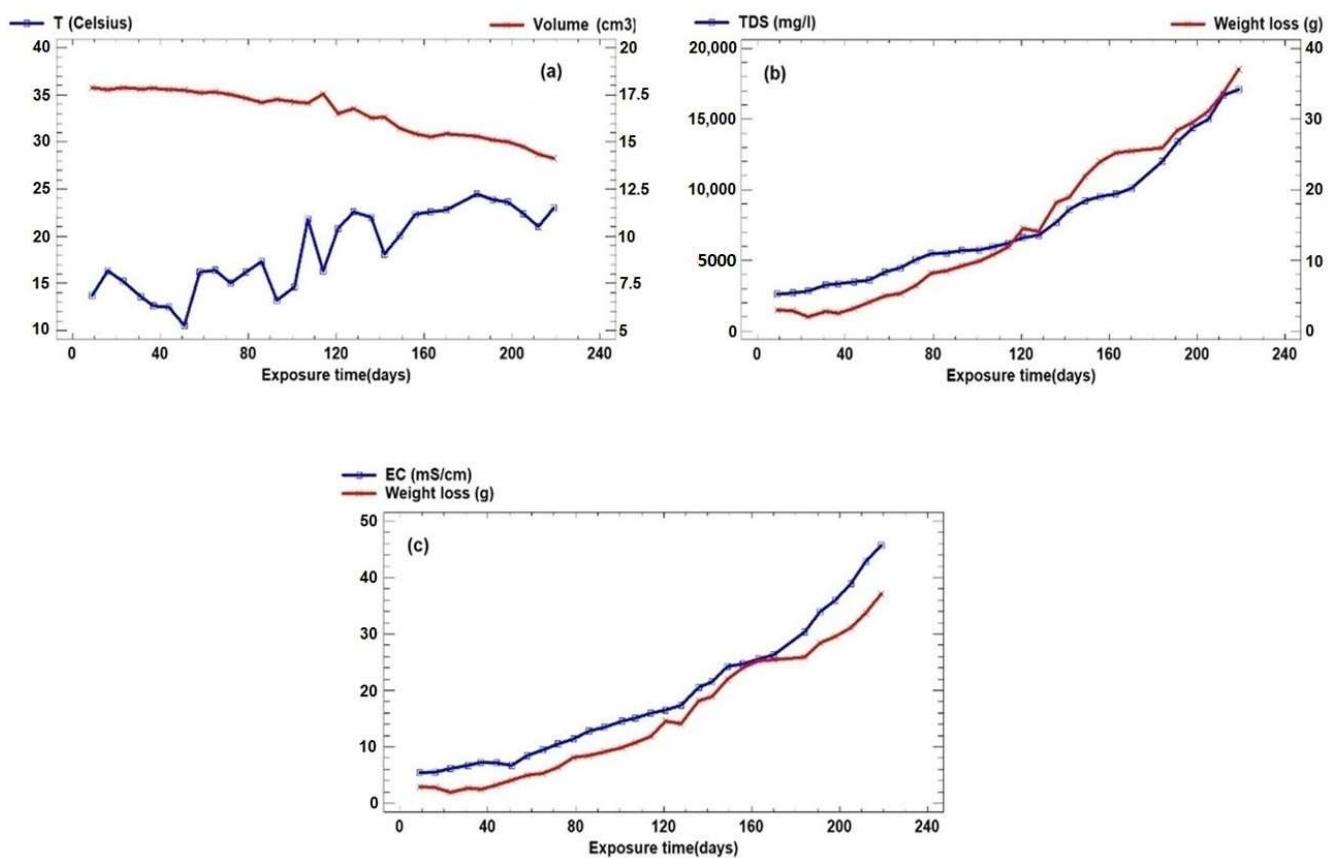 T (Celsius) Volume (cm3)
40 20
(a)
35 17.5
30 15
25 12.5
20 10
15 7.5
10 5
0 40 80 120 160 200 240
Exposure time(days)
TDS (mg/l) Weight loss (g)
20,000 40
(b)
15,000 30
10,000 20
5000 10
0 0
0 40 80 120 160 200 240
Exposure time(days)
EC (mS/cm)
Weight loss (g)
50
(c)
40
30
20
10
0
0 40 80 120 160 200 240
Exposure time(days)